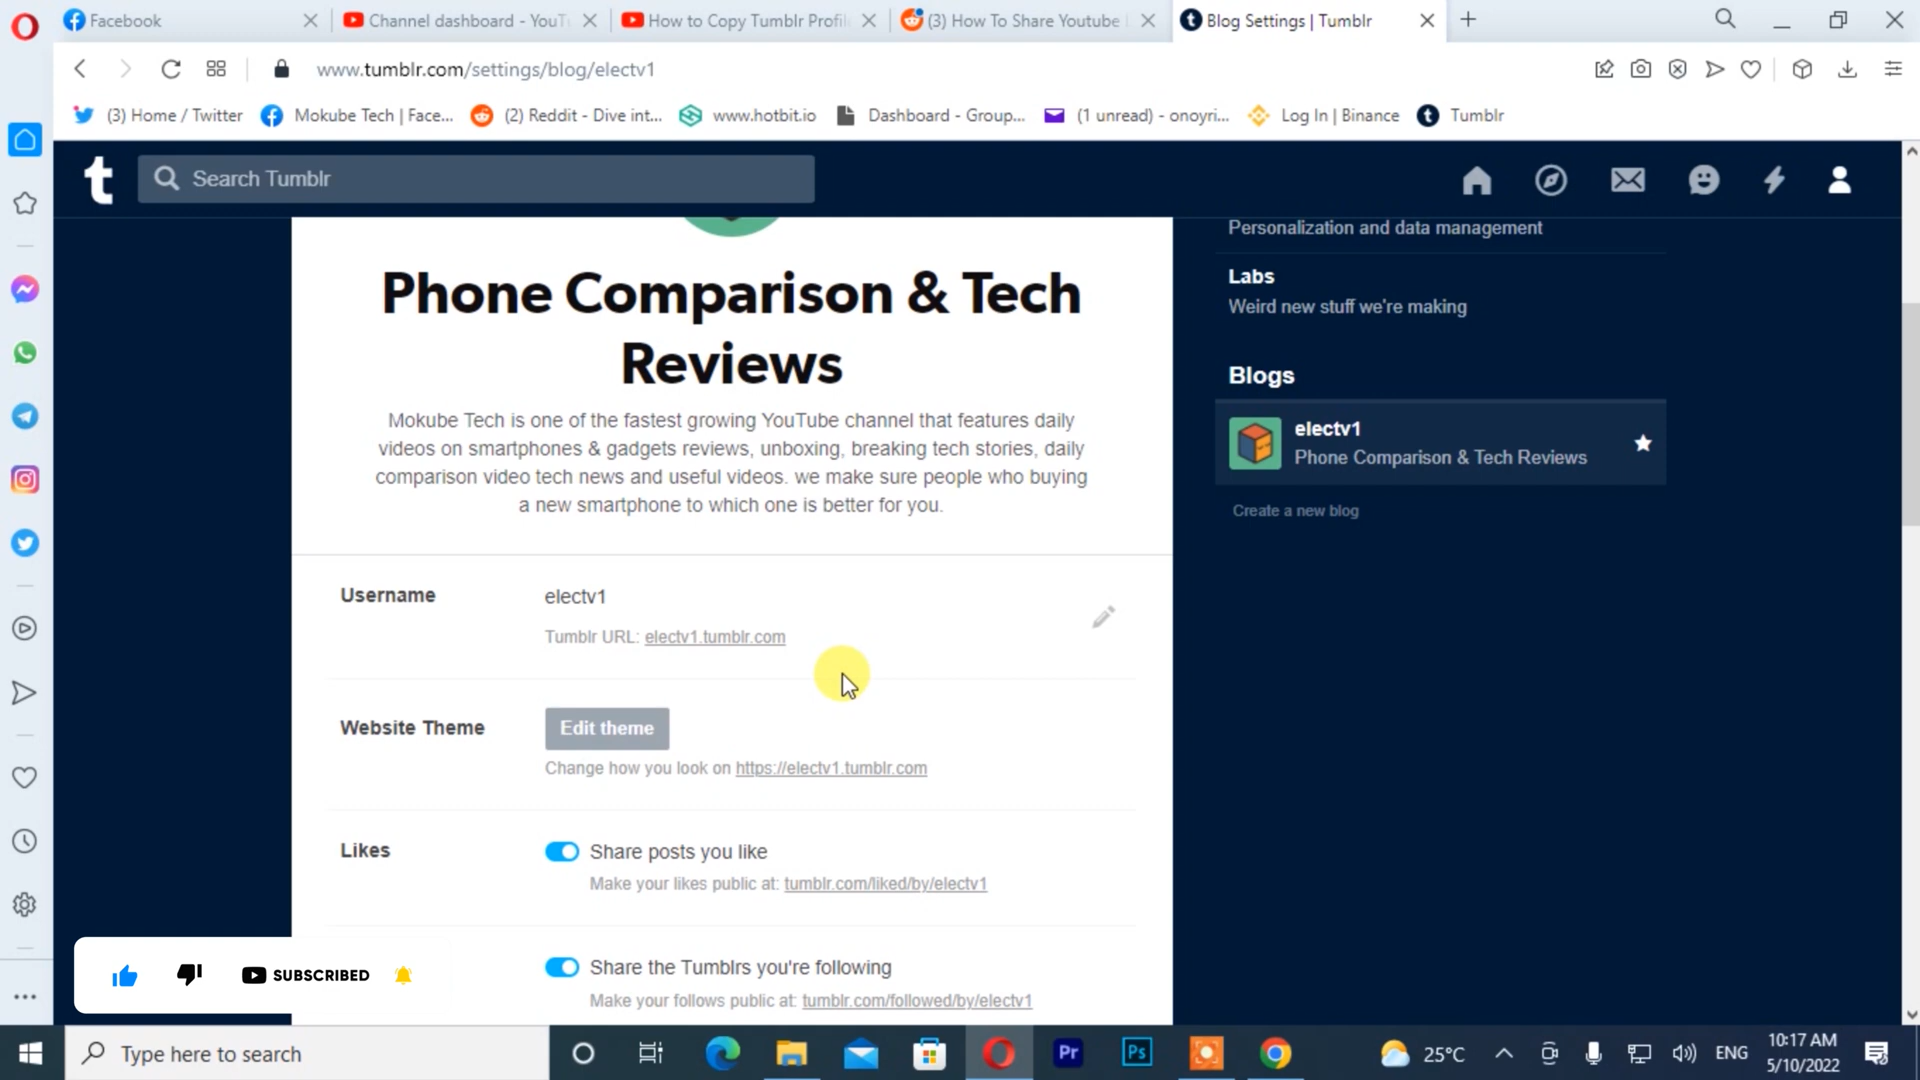 Facebook
Channel dashboard - YouT
How to Copy Tumblr Profil
(3) How To Share Youtube
Blog Settings | Tumblr
www.tumblr.com/settings/blog/electv1
(3) Home / Twitter
Mokube Tech | Face...
(2) Reddit - Dive int...
www.hotbit.io
Dashboard - Group...
(1 unread) - onoyri...
Log In | Binance
Tumblr
Search Tumblr
Phone Comparison & Tech
Reviews
Mokube Tech is one of the fastest growing YouTube channel that features daily
videos on smartphones & gadgets reviews, unboxing, breaking tech stories, daily
comparison video tech news and useful videos. we make sure people who buying
a new smartphone to which one is better for you.
Username
electv1
Tumblr URL: electv1.tumblr.com
Website Theme
Edit theme
Change how you look on https://electv1.tumblr.com
Likes
Share posts you like
Make your likes public at: tumblr.com/liked/by/electv1
Share the Tumblrs you're following
Make your follows public at: tumblr.com/followed/by/electv1
Personalization and data management
Labs
Weird new stuff we're making
Blogs
electv1
Phone Comparison & Tech Reviews
Create a new blog
SUBSCRIBED
Type here to search
Pr
Ps
25°C
ENG
10:17 AM
5/10/2022